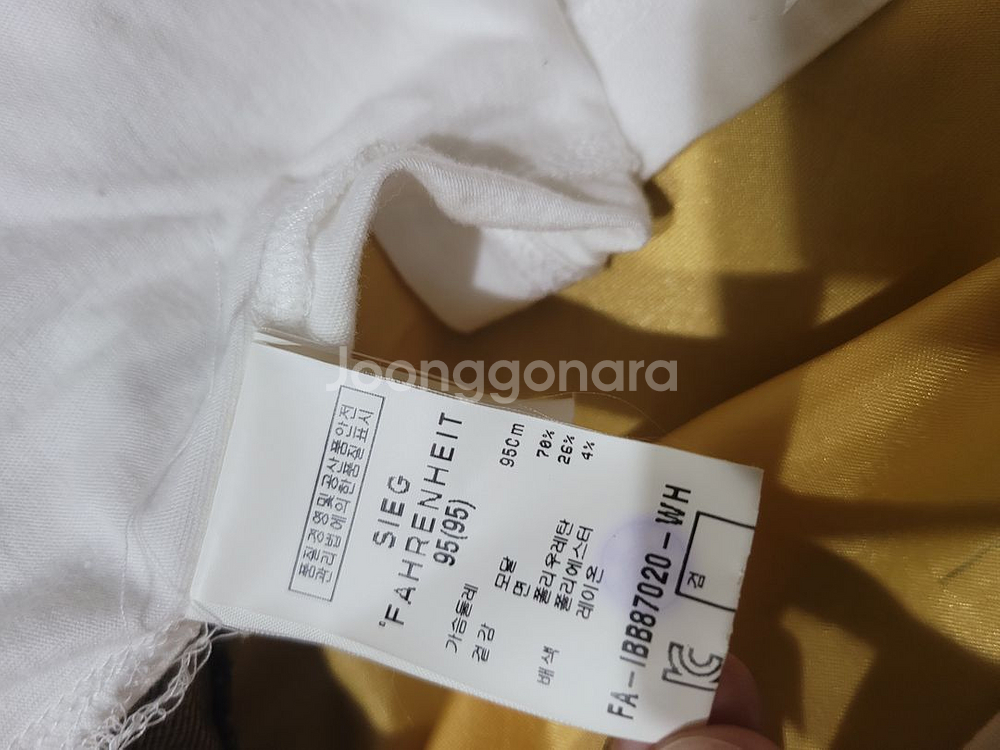 Joonggonara
품질경영및공산품안전
관리법에의한품질표시
SIEG
"FAHRENHEIT
95(95)
가슴둘레 95Cm
겉감 모달 70%
면 26%
폴리우레탄 4%
배색 폴리에스터
레이온
FA-IBB87020-WH
검